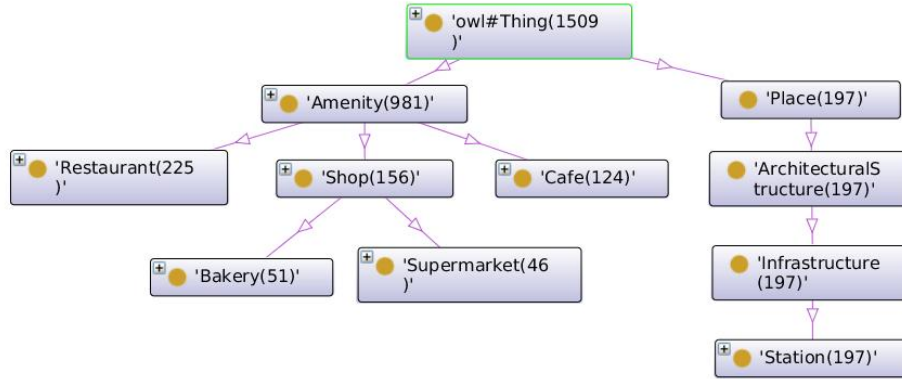 'owl#Thing(1509
)'
'Amenity(981)'
'Place(197)'
'Restaurant(225
)'
'Shop(156)'
'Cafe(124)'
'ArchitecturalS
tructure(197)'
'Bakery(51)'
'Supermarket(46
)'
'Infrastructure
(197)'
'Station(197)'